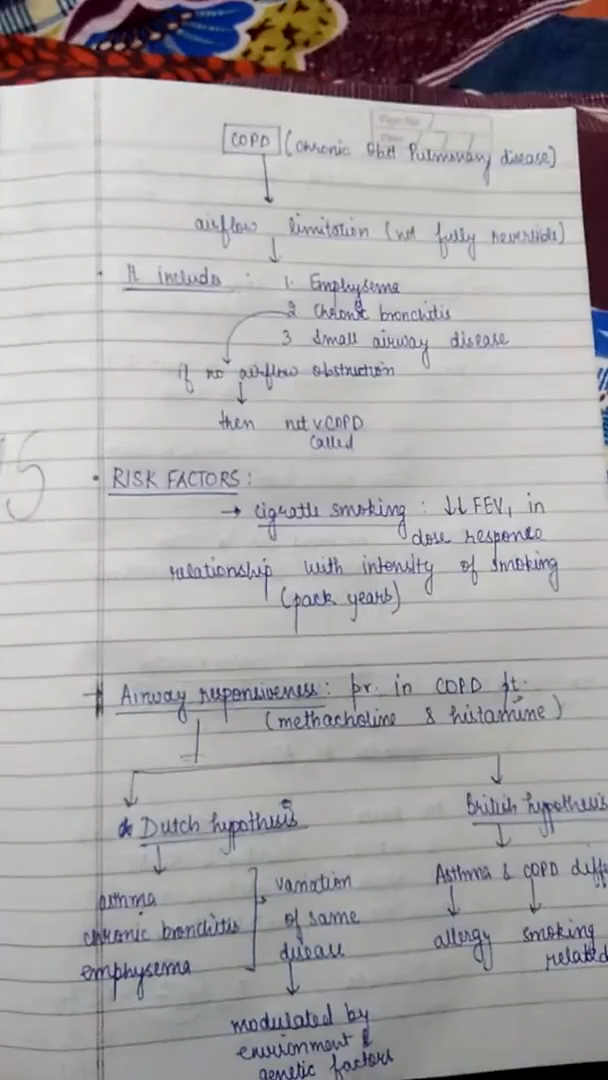 COPD (Chronic Obst Pulmonary disease)
airflow limitation (not fully reversible)
It includes : 1. Emphysema
2 Chronic bronchitis
3 Small airway disease
if no airflow obstruction
then not v COPD
called
• RISK FACTORS :
→ cigratte smoking : ↓↓ FEV₁ in
dose response
relationship with intensity of smoking
(pack years)
→ Airway responsiveness : pr. in COPD pt.
(methacholine & histamine)
Dutch hypothesis
British hypothesis
asthma
chronic bronchitis
emphysema
variation
of same
disease
modulated by
environment &
genetic factors
Asthma & COPD diff
allergy smoking
related